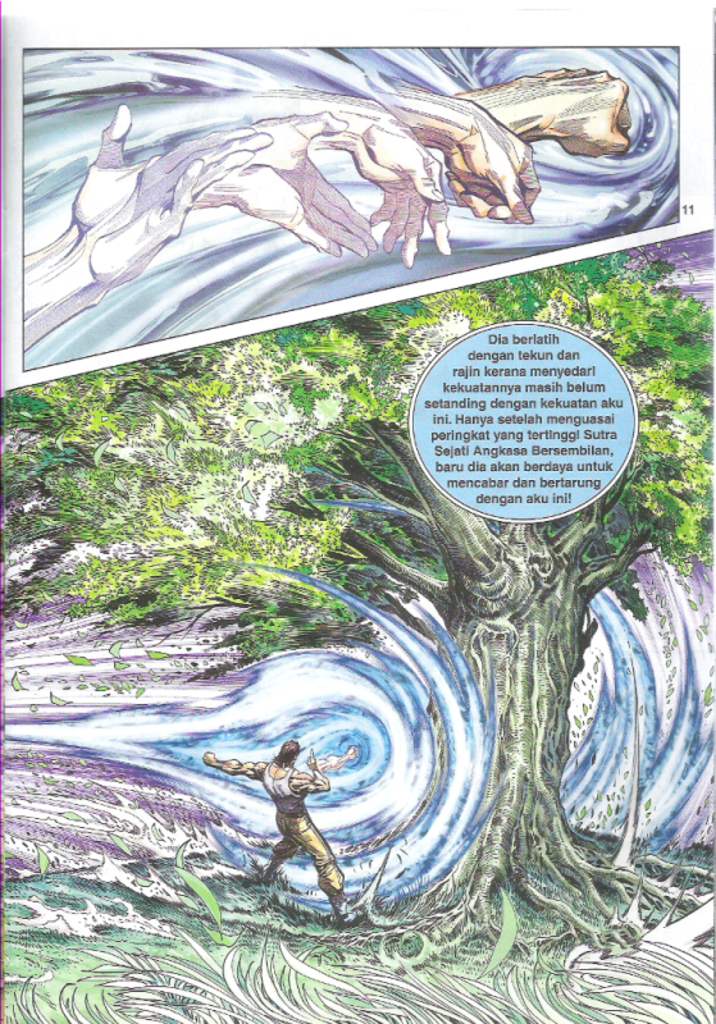 11
Dia berlatih
dengan tekun dan
rajin kerana menyedari
kekuatannya masih belum
setanding dengan kekuatan aku
ini. Hanya setelah menguasai
peringkat yang tertinggi Sutra
Sejati Angkasa Bersembilan,
baru dia akan berdaya untuk
mencabar dan bertarung
dengan aku ini!